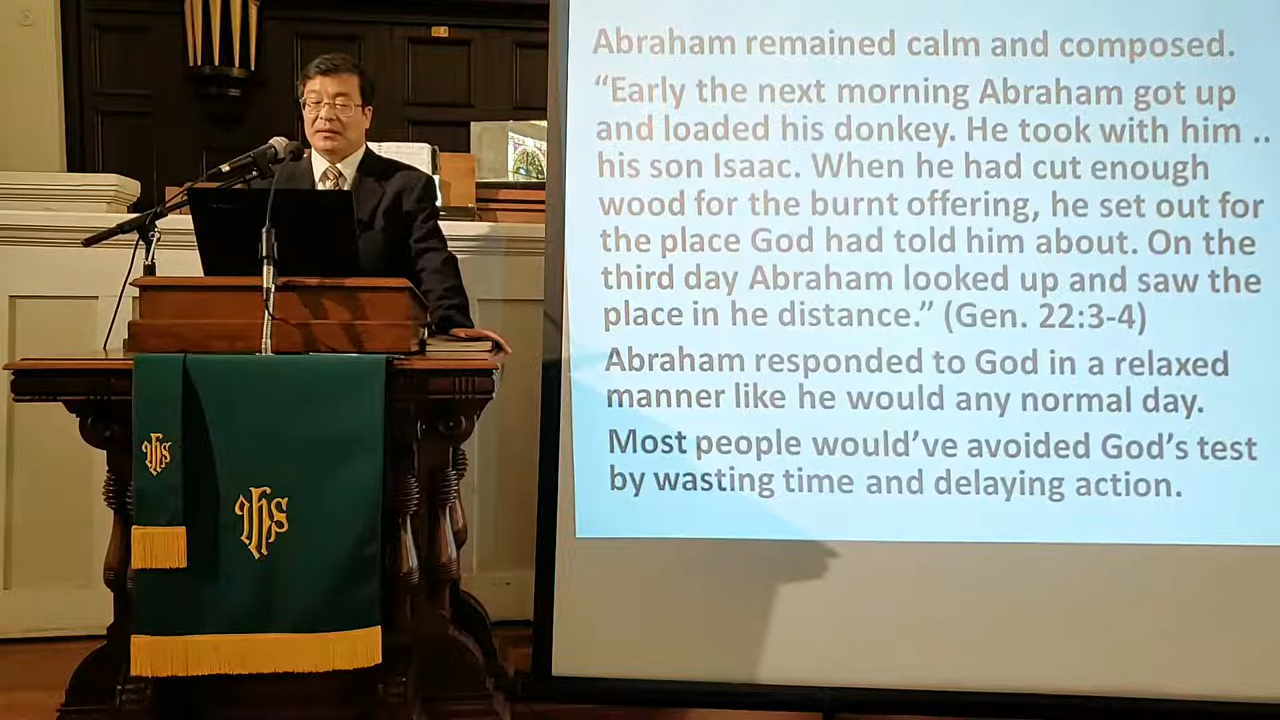 Abraham remained calm and composed.
“Early the next morning Abraham got up
and loaded his donkey. He took with him ..
his son Isaac. When he had cut enough
wood for the burnt offering, he set out for
the place God had told him about. On the
third day Abraham looked up and saw the
place in he distance.” (Gen. 22:3-4)
Abraham responded to God in a relaxed
manner like he would any normal day.
Most people would’ve avoided God’s test
by wasting time and delaying action.
IHS
IHS